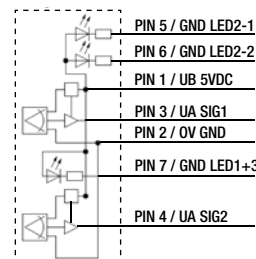 PIN 5 / GND LED2-1
PIN 6 / GND LED2-2
PIN 1 / UB 5VDC
PIN 3 / UA SIG1
PIN 2 / 0V GND
PIN 7 / GND LED1+3
PIN 4 / UA SIG2